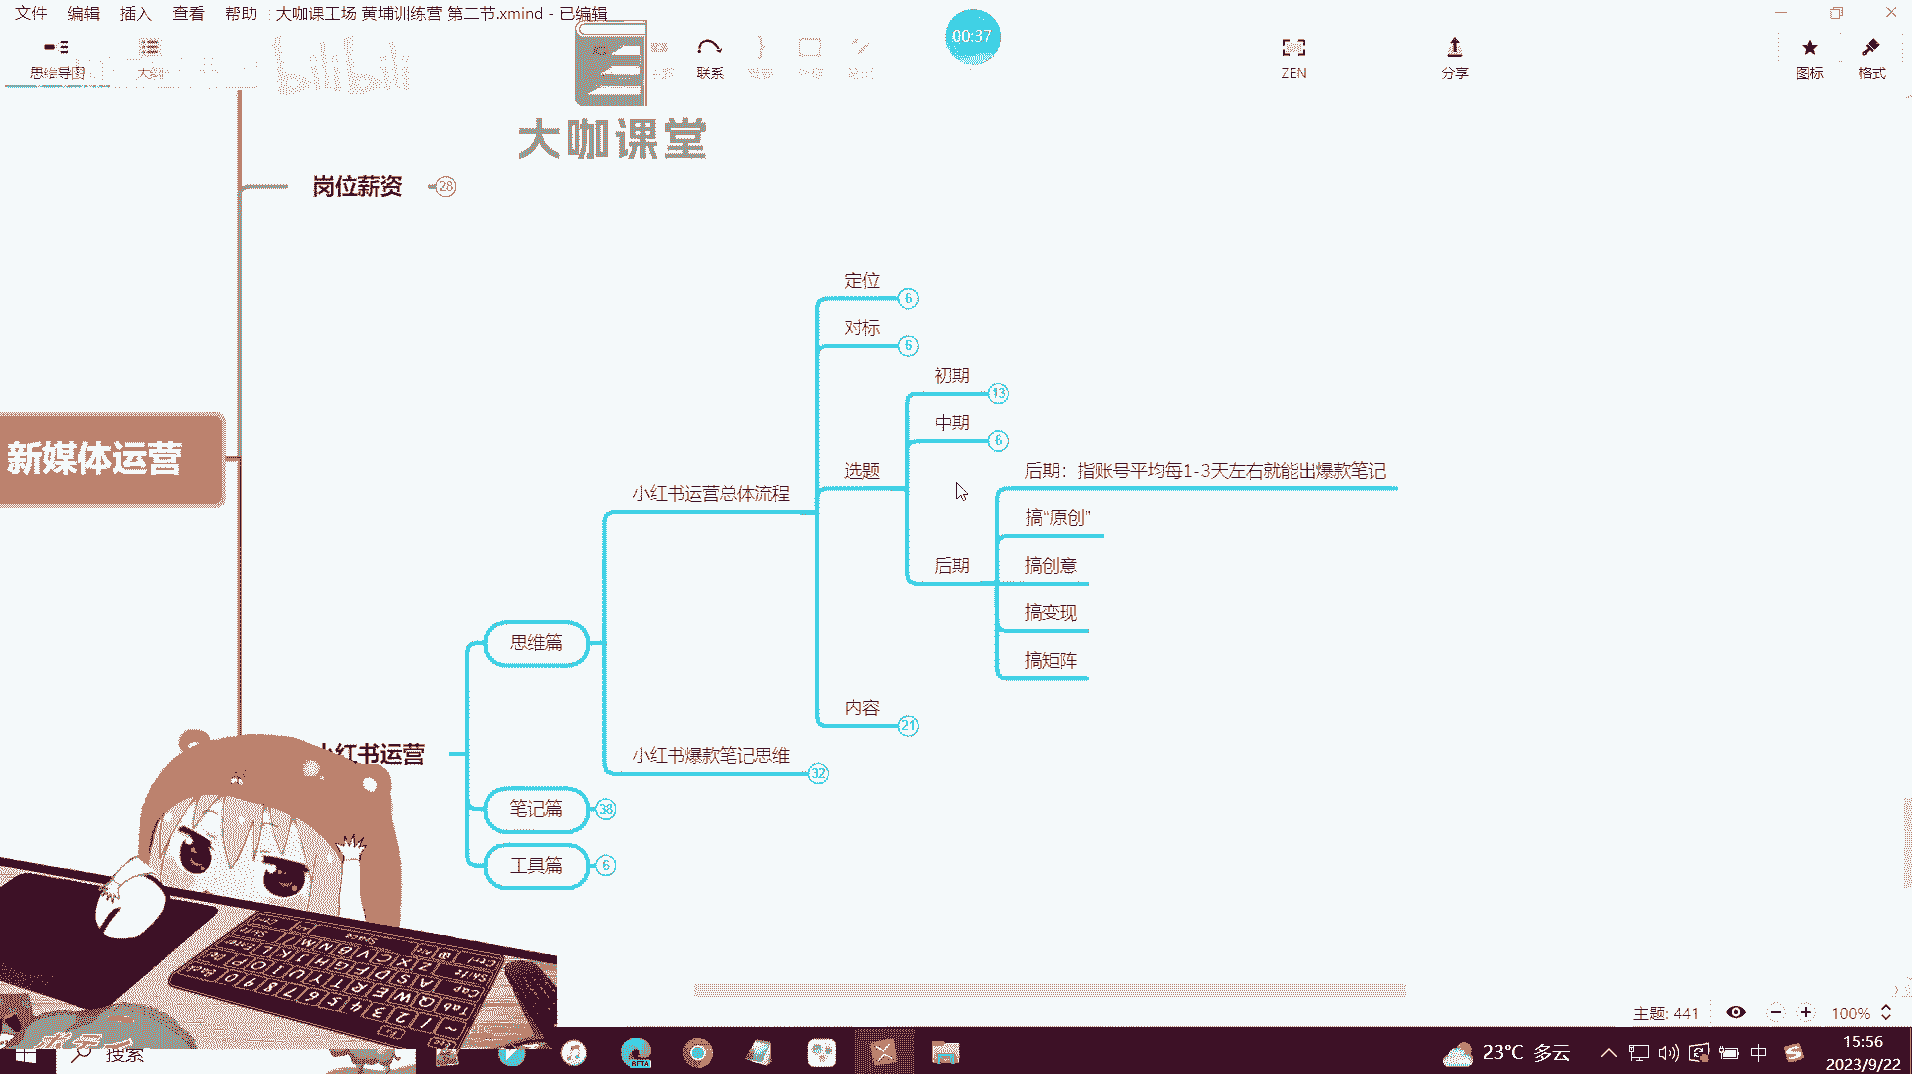 文件 编辑 插入 查看 帮助 大咖课工场 黄埔训练营 第二节.xmind - 已编辑
00:37
思维导图
联系
ZEN
分享
图标
格式
bilibili
大咖课堂
岗位薪资 28
定位 6
对标 6
初期 13
中期 6
选题
后期：指账号平均每1-3天左右就能出爆款笔记
搞“原创”
后期
搞创意
搞变现
搞矩阵
小红书运营总体流程
新媒体运营
思维篇
内容 21
小红书爆款笔记思维 32
小红书运营
笔记篇 38
工具篇 6
主题: 441
100%
搜索
BETA
23°C 多云
中
15:56
2023/9/22